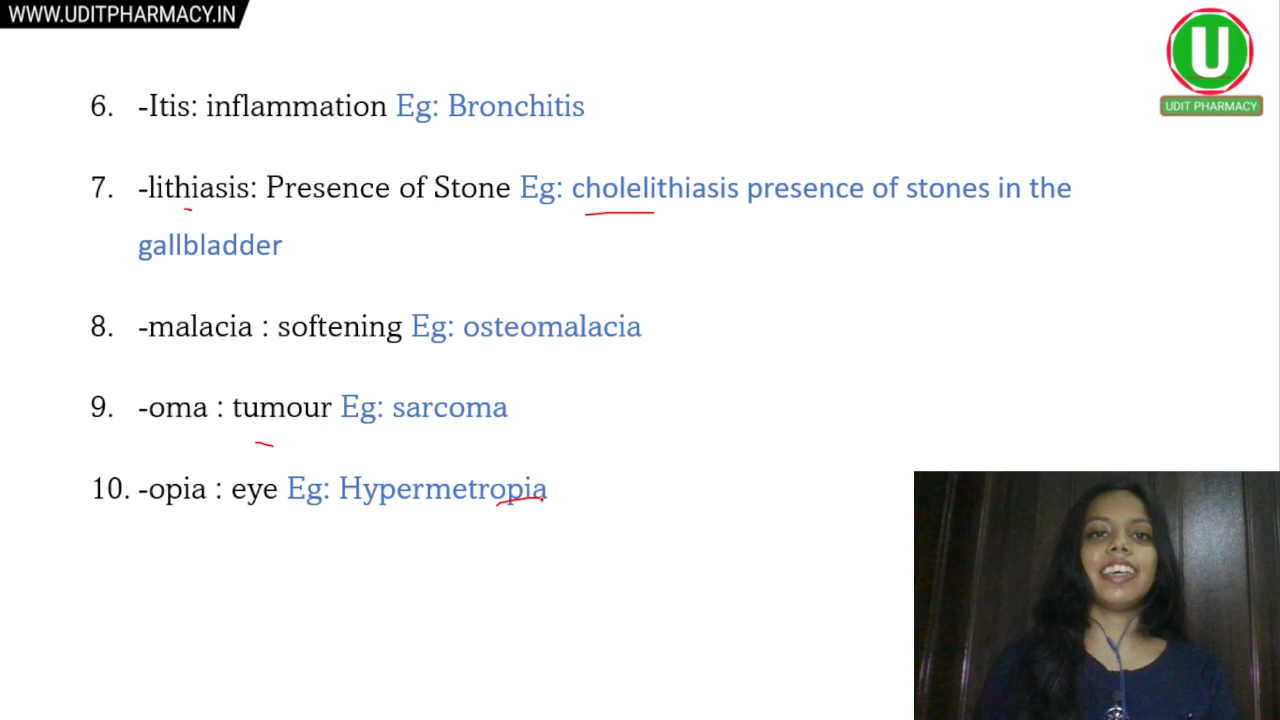 WWW.UDITPHARMACY.IN
U
UDIT PHARMACY
6. -Itis: inflammation Eg: Bronchitis
7. -lithiasis: Presence of Stone Eg: cholelithiasis presence of stones in the
gallbladder
8. -malacia : softening Eg: osteomalacia
9. -oma : tumour Eg: sarcoma
10. -opia : eye Eg: Hypermetropia